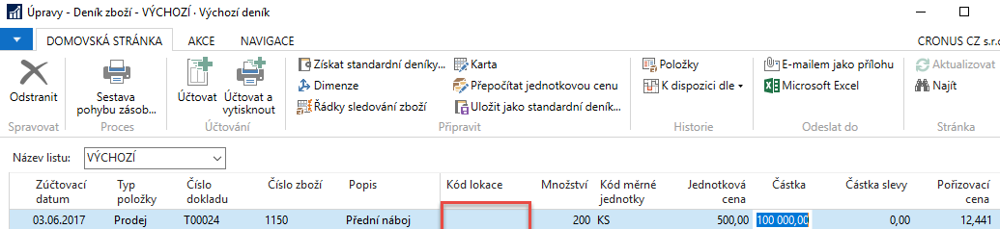 Úpravy - Deník zboží - VÝCHOZÍ · Výchozí deník
DOMOVSKÁ STRÁNKA AKCE NAVIGACE CRONUS CZ s.r.o
Odstranit
Spravovat
Sestava
pohybu zásob...
Proces
Účtovat
Účtovat a
vytisknout
Účtování
Získat standardní deníky...
Dimenze
Řádky sledování zboží
Karta
Přepočítat jednotkovou cenu
Uložit jako standardní deník...
Připravit
Položky
K dispozici dle
Historie
E-mailem jako přílohu
Microsoft Excel
Odeslat do
Aktualizovat
Najít
Stránka
Název listu: VÝCHOZÍ
Zúčtovací
datum
Typ
položky
Číslo
dokladu
Číslo zboží
Popis
Kód lokace
Množství
Kód měrné
jednotky
Jednotková
cena
Částka
Částka slevy
Pořizovací
cena
03.06.2017 Prodej T00024 1150 Přední náboj 200 KS 500,00 100 000,00 0,00 12,441